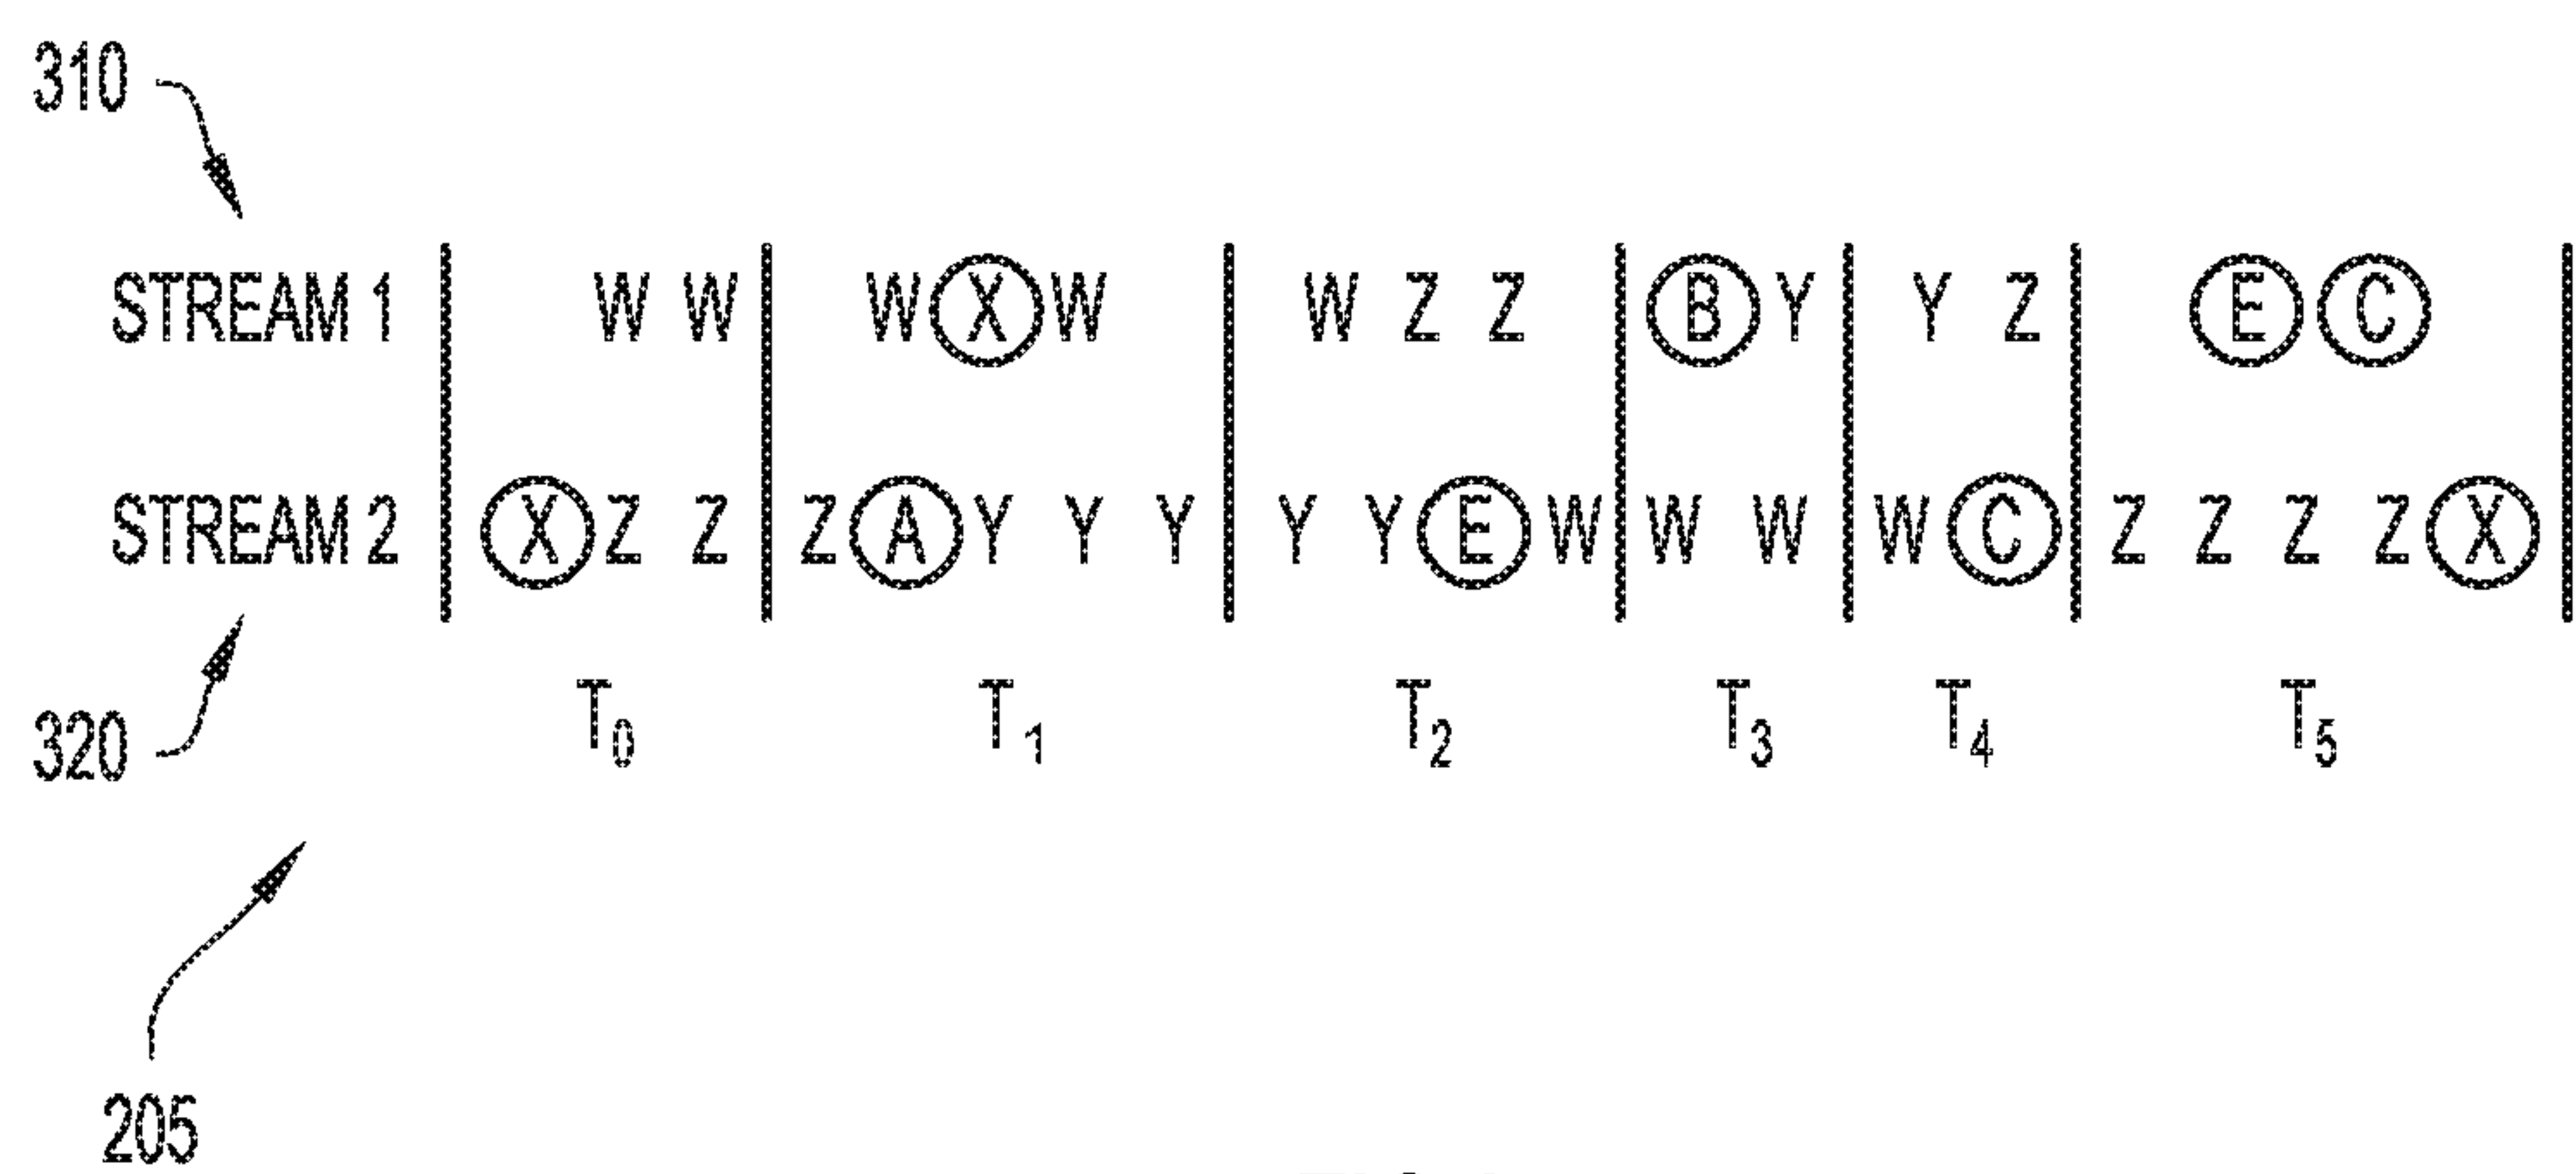 310
STREAM 1 W W W X W W Z Z B Y Y Z E C
STREAM 2 X Z Z Z A Y Y Y Y Y E W W W W C Z Z Z Z X
T0 T1 T2 T3 T4 T5
320
205